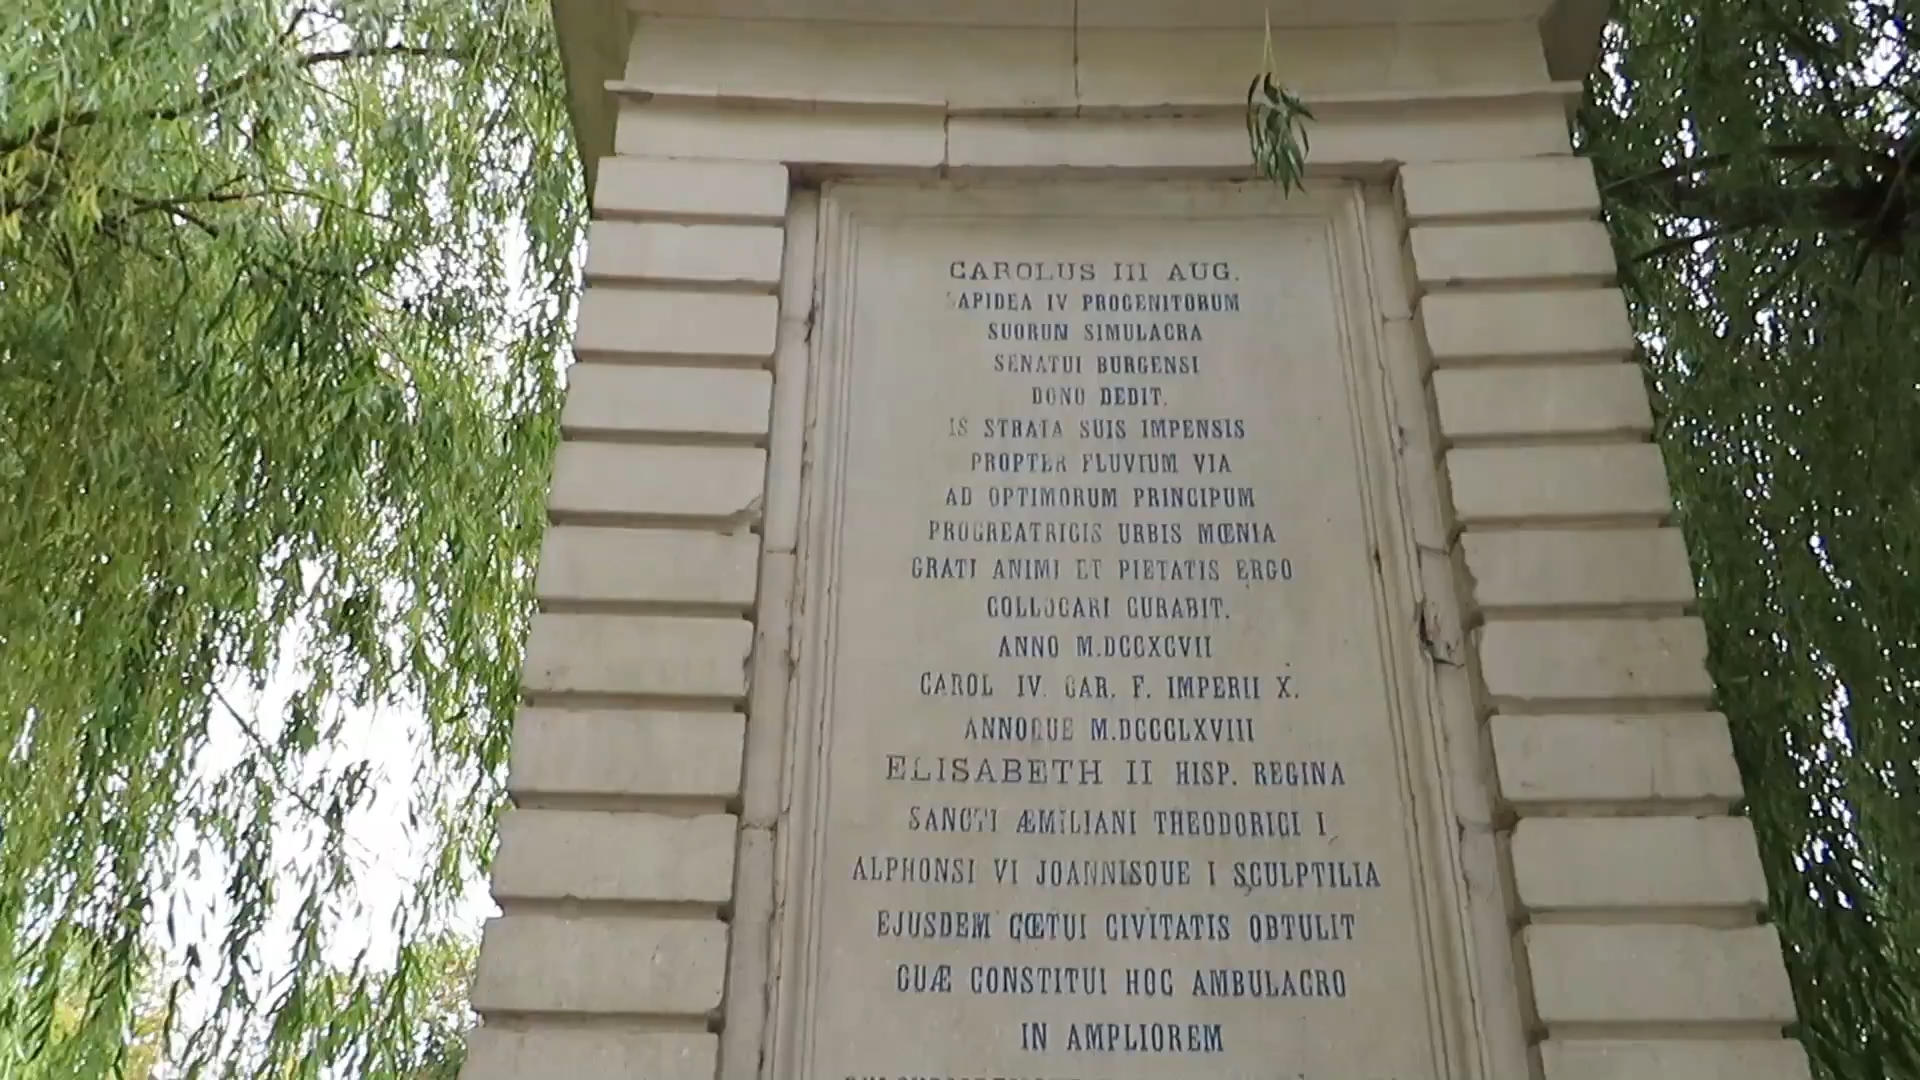 CAROLUS III AUG.
LAPIDEA IV PROGENITORUM
SUORUM SIMULACRA
SENATUI BURGENSI
DONO DEDIT.
IS STRATA SUIS IMPENSIS
PROPTER FLUVIUM VIA
AD OPTIMORUM PRINCIPUM
PROCREATRICIS URBIS MŒNIA
GRATI ANIMI ET PIETATIS ERGO
COLLOCARI CURABIT.
ANNO M.DCCXCVII
CAROL IV. CAR. F. IMPERII X.
ANNOQUE M.DCCCLXVIII
ELISABETH II HISP. REGINA
SANCTI ÆMILIANI THEODORICI I
ALPHONSI VI JOANNISQUE I SCULPTILIA
EJUSDEM CŒTUI CIVITATIS OBTULIT
QUÆ CONSTITUI HOC AMBULACRO
IN AMPLIOREM